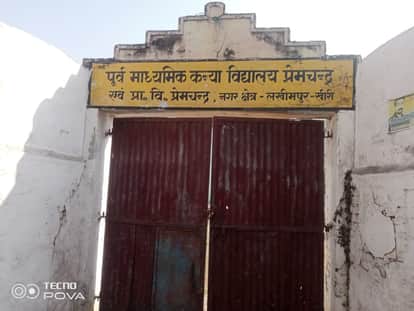 पूर्व माध्यमिक कन्या विद्यालय प्रेमचन्द्र
एवं प्रा. वि. प्रेमचन्द्र, नगर क्षेत्र - लखीमपुर-खीरी
TECNO
POVA